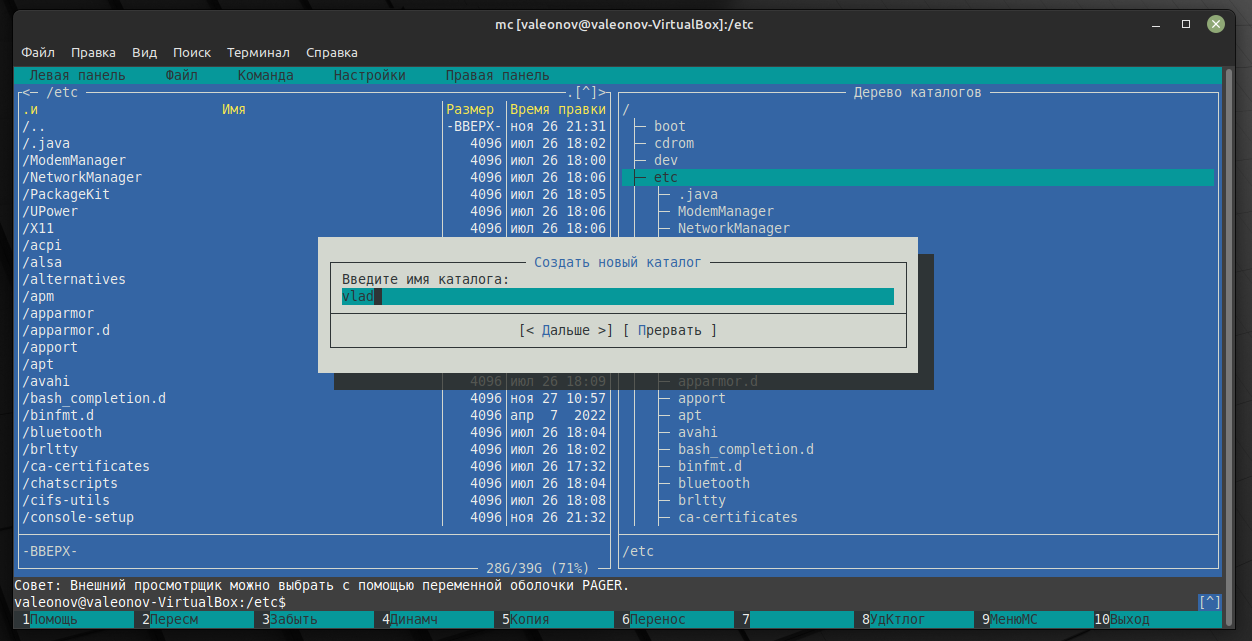 mc [valeonov@valeonov-VirtualBox]:/etc
Файл Правка Вид Поиск Терминал Справка
Левая панель Файл Команда Настройки Правая панель
<─ /etc .[^]> Дерево каталогов
.и Имя Размер Время правки /
/.. -ВВЕРХ- ноя 26 21:31 boot
/.java 4096 июл 26 18:02 cdrom
/ModemManager 4096 июл 26 18:00 dev
/NetworkManager 4096 июл 26 18:06 etc
/PackageKit 4096 июл 26 18:05 .java
/UPower 4096 июл 26 18:06 ModemManager
/X11 4096 июл 26 18:06 NetworkManager
/acpi
/alsa Создать новый каталог
/alternatives Введите имя каталога:
/apm vlad
/apparmor
/apparmor.d [< Дальше >] [ Прервать ]
/apport
/apt
/avahi 4096 июл 26 18:09 apparmor.d
/bash_completion.d 4096 ноя 27 10:57 apport
/binfmt.d 4096 апр 7 2022 apt
/bluetooth 4096 июл 26 18:04 avahi
/brltty 4096 июл 26 18:02 bash_completion.d
/ca-certificates 4096 июл 26 17:32 binfmt.d
/chatscripts 4096 июл 26 18:04 bluetooth
/cifs-utils 4096 июл 26 18:08 brltty
/console-setup 4096 ноя 26 21:32 ca-certificates
-ВВЕРХ- /etc
28G/39G (71%)
Совет: Внешний просмотрщик можно выбрать с помощью переменной оболочки PAGER.
valeonov@valeonov-VirtualBox:/etc$ [^]
1Помощь 2Пересм 3Забыть 4Динамч 5Копия 6Перенос 7 8УдКтлог 9МенюMC 10Выход